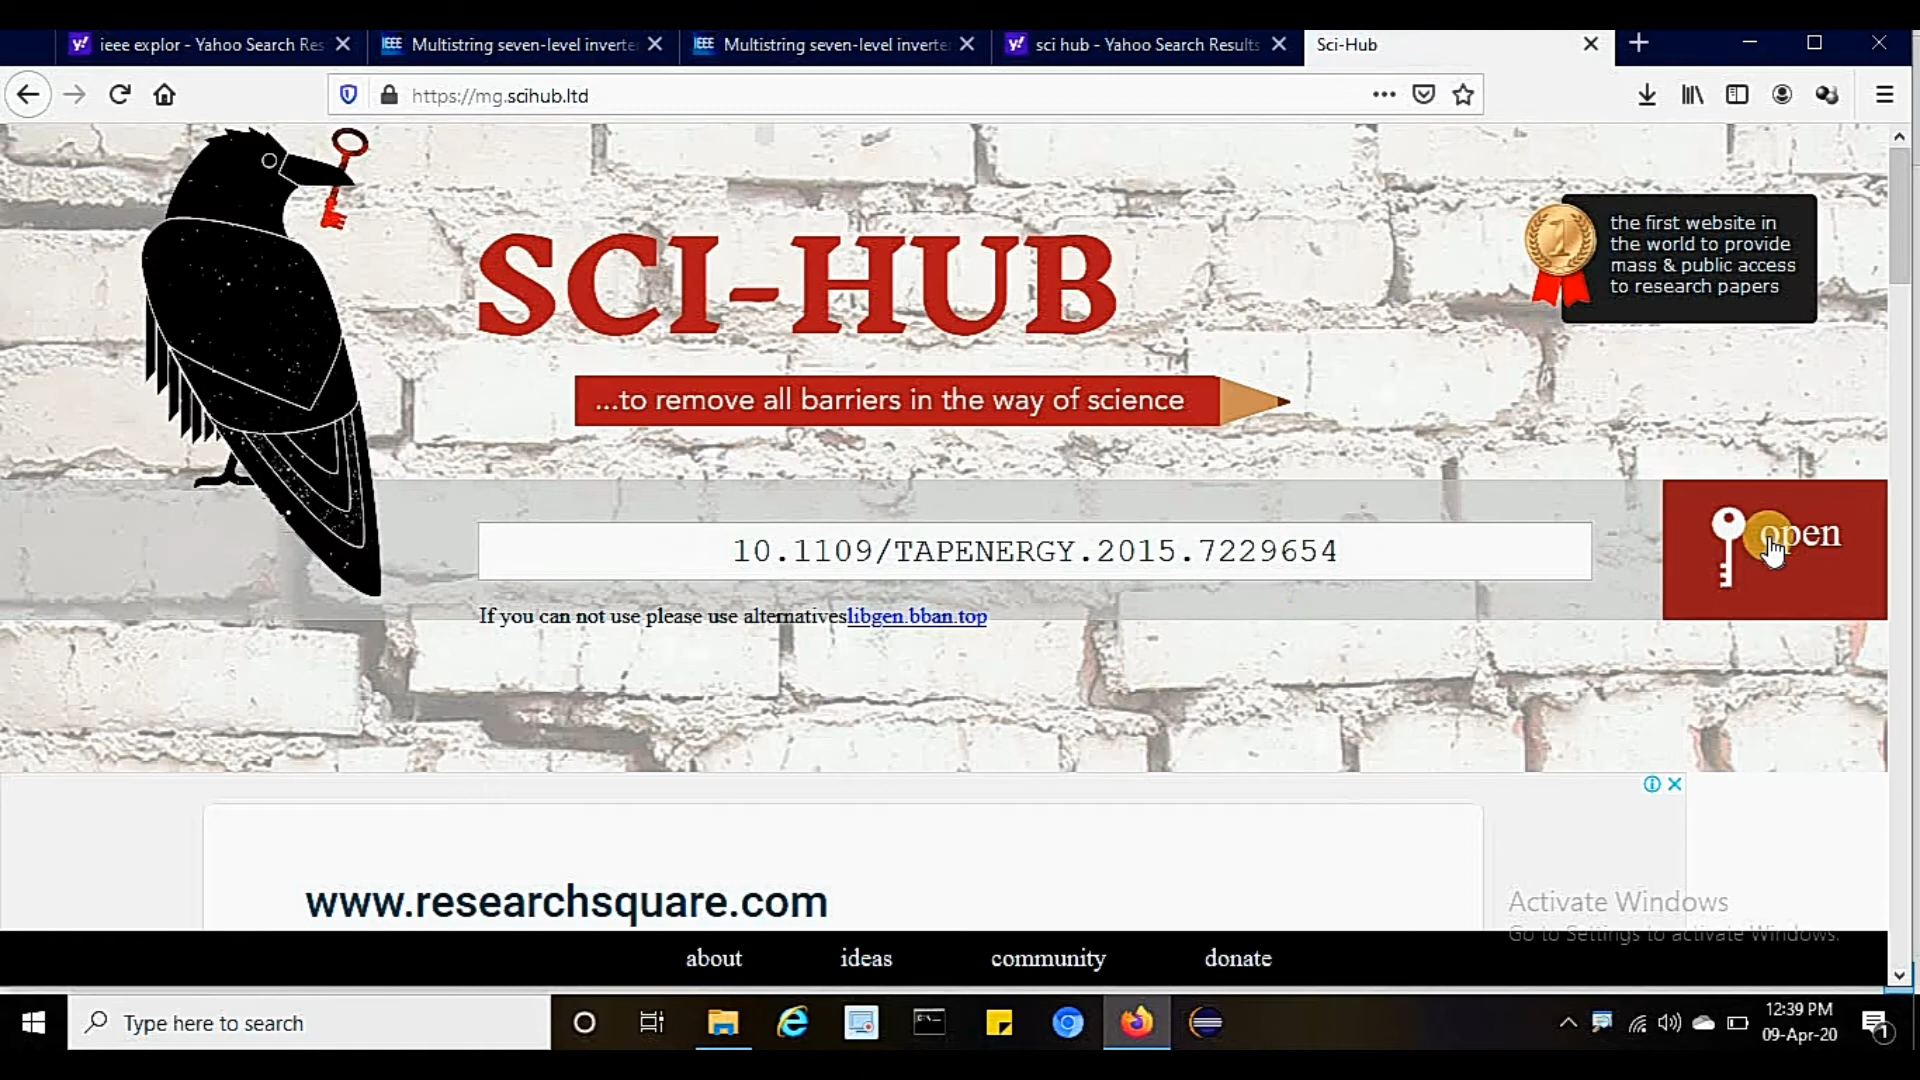 ieee explor - Yahoo Search Res
Multistring seven-level inverte
Multistring seven-level inverte
sci hub - Yahoo Search Results
Sci-Hub
https://mg.scihub.ltd
SCI-HUB
...to remove all barriers in the way of science
the first website in
the world to provide
mass & public access
to research papers
10.1109/TAPENERGY.2015.7229654
open
If you can not use please use alternativeslibgen.bban.top
www.researchsquare.com
Activate Windows
Go to Settings to activate Windows.
about
ideas
community
donate
Type here to search
12:39 PM
09-Apr-20
1